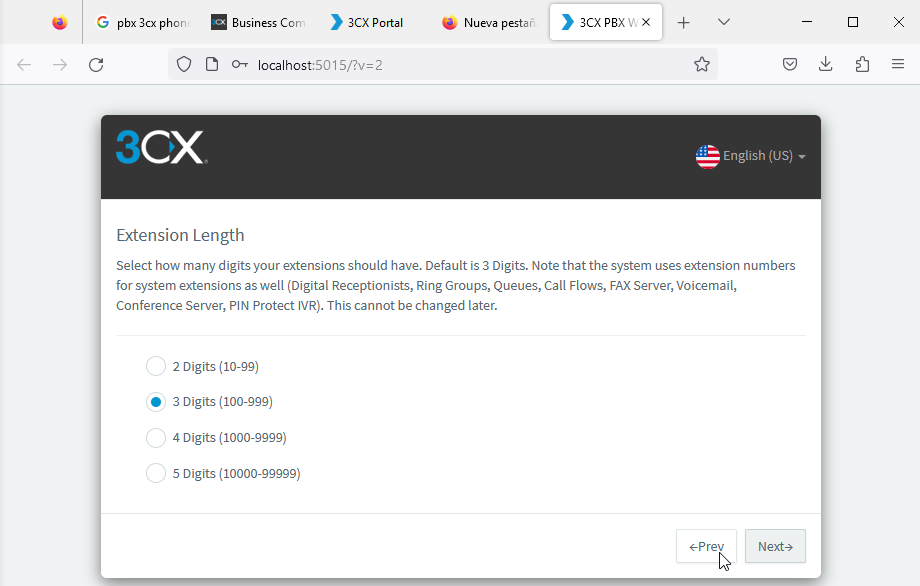 pbx 3cx phon
Business Com
3CX Portal
Nueva pestañ
3CX PBX W
localhost:5015/?v=2
3CX
English (US)
Extension Length
Select how many digits your extensions should have. Default is 3 Digits. Note that the system uses extension numbers
for system extensions as well (Digital Receptionists, Ring Groups, Queues, Call Flows, FAX Server, Voicemail,
Conference Server, PIN Protect IVR). This cannot be changed later.
2 Digits (10-99)
3 Digits (100-999)
4 Digits (1000-9999)
5 Digits (10000-99999)
←Prev
Next→